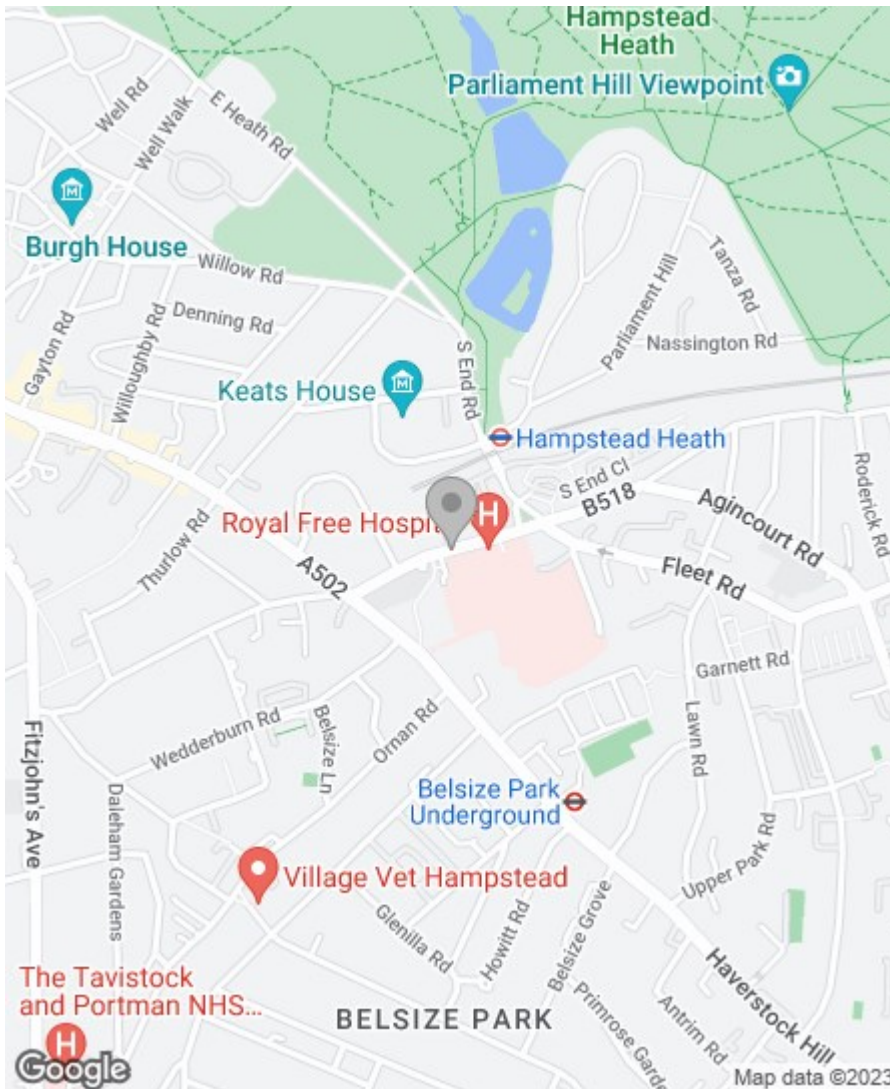 Hampstead
Heath
Parliament Hill Viewpoint
Well Rd
Well Walk
E Heath Rd
Burgh House
Willow Rd
Tanza Rd
Denning Rd
Parliament Hill
Gayton Rd
Willoughby Rd
Nassington Rd
S End Rd
Keats House
Hampstead Heath
S End Cl
B518
Roderick Rd
Royal Free Hospit
H
Agincourt Rd
Thurlow Rd
A502
Fleet Rd
Garnett Rd
Wedderburn Rd
Belsize Ln
Ornan Rd
Lawn Rd
Fitzjohn's Ave
Daleham Gardens
Belsize Park
Underground
Village Vet Hampstead
Upper Park Rd
Glenilla Rd
Howitt Rd
Belsize Grove
Haverstock Hill
The Tavistock
and Portman NHS...
H
BELSIZE PARK
Primrose Garde
Antrim Rd
Google
Map data ©2023